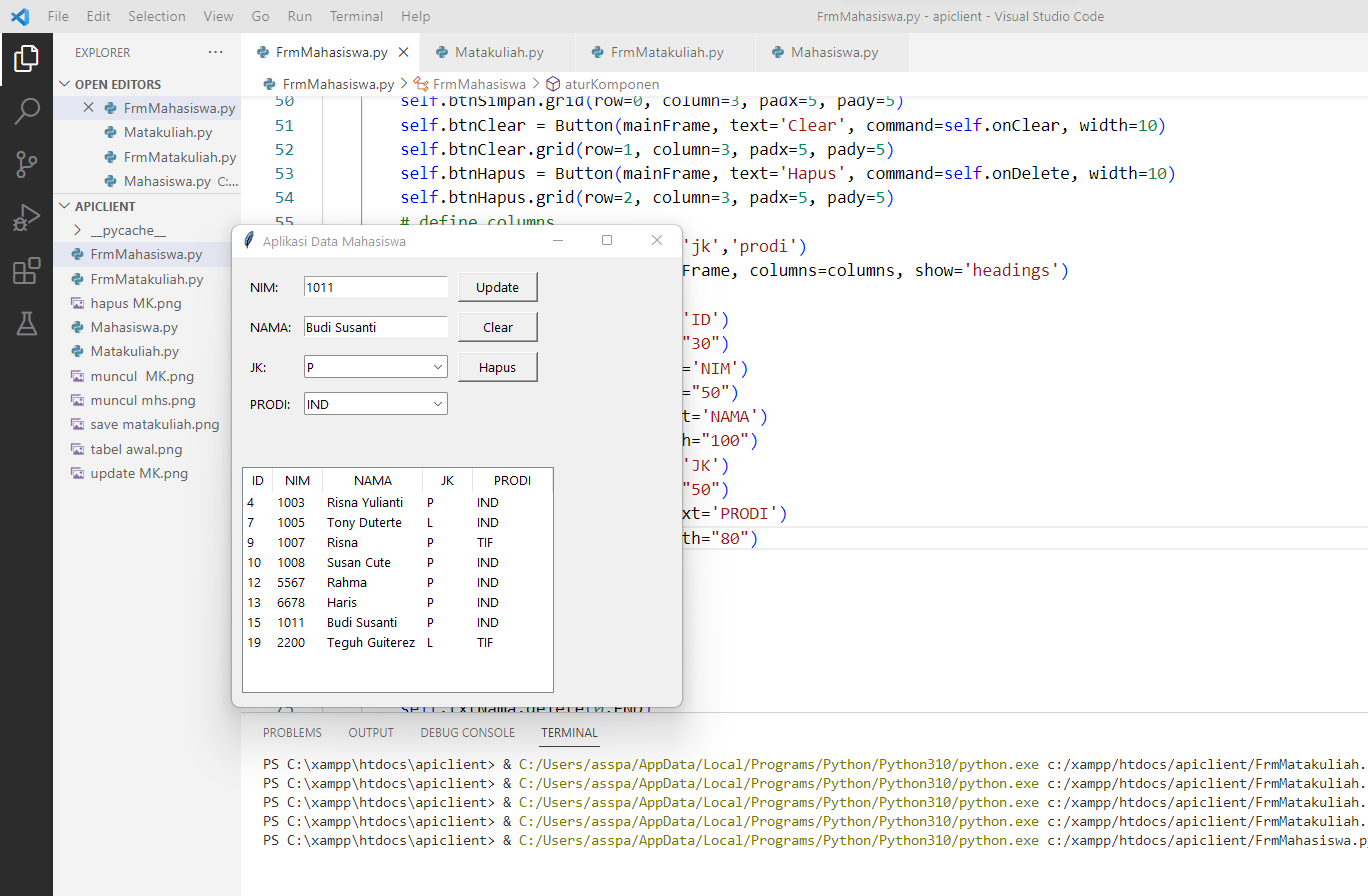 File Edit Selection View Go Run Terminal Help
FrmMahasiswa.py - apiclient - Visual Studio Code
EXPLORER ...
OPEN EDITORS
FrmMahasiswa.py
Matakuliah.py
FrmMatakuliah.py
Mahasiswa.py C:...
APICLIENT
__pycache__
FrmMahasiswa.py
FrmMatakuliah.py
hapus MK.png
Mahasiswa.py
Matakuliah.py
muncul MK.png
muncul mhs.png
save matakuliah.png
tabel awal.png
update MK.png
FrmMahasiswa.py Matakuliah.py FrmMatakuliah.py Mahasiswa.py
FrmMahasiswa.py > FrmMahasiswa > aturKomponen
50 self.btnSimpan.grid(row=0, column=3, padx=5, pady=5)
51 self.btnClear = Button(mainFrame, text='Clear', command=self.onClear, width=10)
52 self.btnClear.grid(row=1, column=3, padx=5, pady=5)
53 self.btnHapus = Button(mainFrame, text='Hapus', command=self.onDelete, width=10)
54 self.btnHapus.grid(row=2, column=3, padx=5, pady=5)
55 # define columns
'jk','prodi')
Frame, columns=columns, show='headings')
'ID')
"30")
='NIM')
="50")
t='NAMA')
h="100")
'JK')
"50")
xt='PRODI')
th="80")
73 self.txtNama.delete(0,END)
Aplikasi Data Mahasiswa
NIM: 1011 Update
NAMA: Budi Susanti Clear
JK: P Hapus
PRODI: IND
ID NIM NAMA JK PRODI
4 1003 Risna Yulianti P IND
7 1005 Tony Duterte L IND
9 1007 Risna P TIF
10 1008 Susan Cute P IND
12 5567 Rahma P IND
13 6678 Haris P IND
15 1011 Budi Susanti P IND
19 2200 Teguh Guiterez L TIF
PROBLEMS OUTPUT DEBUG CONSOLE TERMINAL
PS C:\xampp\htdocs\apiclient> & C:/Users/asspa/AppData/Local/Programs/Python/Python310/python.exe c:/xampp/htdocs/apiclient/FrmMatakuliah.
PS C:\xampp\htdocs\apiclient> & C:/Users/asspa/AppData/Local/Programs/Python/Python310/python.exe c:/xampp/htdocs/apiclient/FrmMatakuliah.
PS C:\xampp\htdocs\apiclient> & C:/Users/asspa/AppData/Local/Programs/Python/Python310/python.exe c:/xampp/htdocs/apiclient/FrmMatakuliah.
PS C:\xampp\htdocs\apiclient> & C:/Users/asspa/AppData/Local/Programs/Python/Python310/python.exe c:/xampp/htdocs/apiclient/FrmMatakuliah.
PS C:\xampp\htdocs\apiclient> & C:/Users/asspa/AppData/Local/Programs/Python/Python310/python.exe c:/xampp/htdocs/apiclient/FrmMahasiswa.p